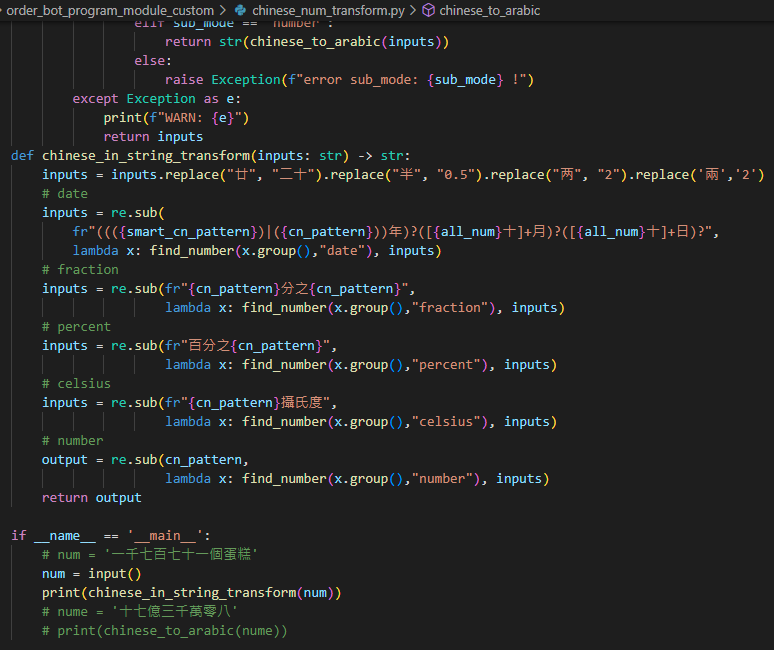 order_bot_program_module_custom > chinese_num_transform.py > chinese_to_arabic
elif sub_mode == "number":
return str(chinese_to_arabic(inputs))
else:
raise Exception(f"error sub_mode: {sub_mode} !")
except Exception as e:
print(f"WARN: {e}")
return inputs
def chinese_in_string_transform(inputs: str) -> str:
inputs = inputs.replace("廿", "二十").replace("半", "0.5").replace("两", "2").replace('兩','2')
# date
inputs = re.sub(
fr"((({smart_cn_pattern})|({cn_pattern}))年)?([{all_num}十]+月)?([{all_num}十]+日)?",
lambda x: find_number(x.group(),"date"), inputs)
# fraction
inputs = re.sub(fr"{cn_pattern}分之{cn_pattern}",
lambda x: find_number(x.group(),"fraction"), inputs)
# percent
inputs = re.sub(fr"百分之{cn_pattern}",
lambda x: find_number(x.group(),"percent"), inputs)
# celsius
inputs = re.sub(fr"{cn_pattern}攝氏度",
lambda x: find_number(x.group(),"celsius"), inputs)
# number
output = re.sub(cn_pattern,
lambda x: find_number(x.group(),"number"), inputs)
return output
if __name__ == '__main__':
# num = '一千七百七十一個蛋糕'
num = input()
print(chinese_in_string_transform(num))
# nume = '十七億三千萬零八'
# print(chinese_to_arabic(nume))